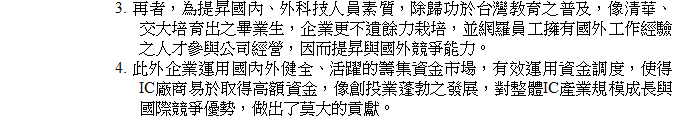 3. 再者，為提昇國內、外科技人員素質，除歸功於台灣教育之普及，像清華、
交大培育出之畢業生，企業更不遺餘力栽培，並網羅員工擁有國外工作經驗
之人才參與公司經營，因而提昇與國外競爭能力。
4. 此外企業運用國內外健全、活躍的籌集資金市場，有效運用資金調度，使得
IC廠商易於取得高額資金，像創投業蓬勃之發展，對整體IC產業規模成長與
國際競爭優勢，做出了莫大的貢獻。